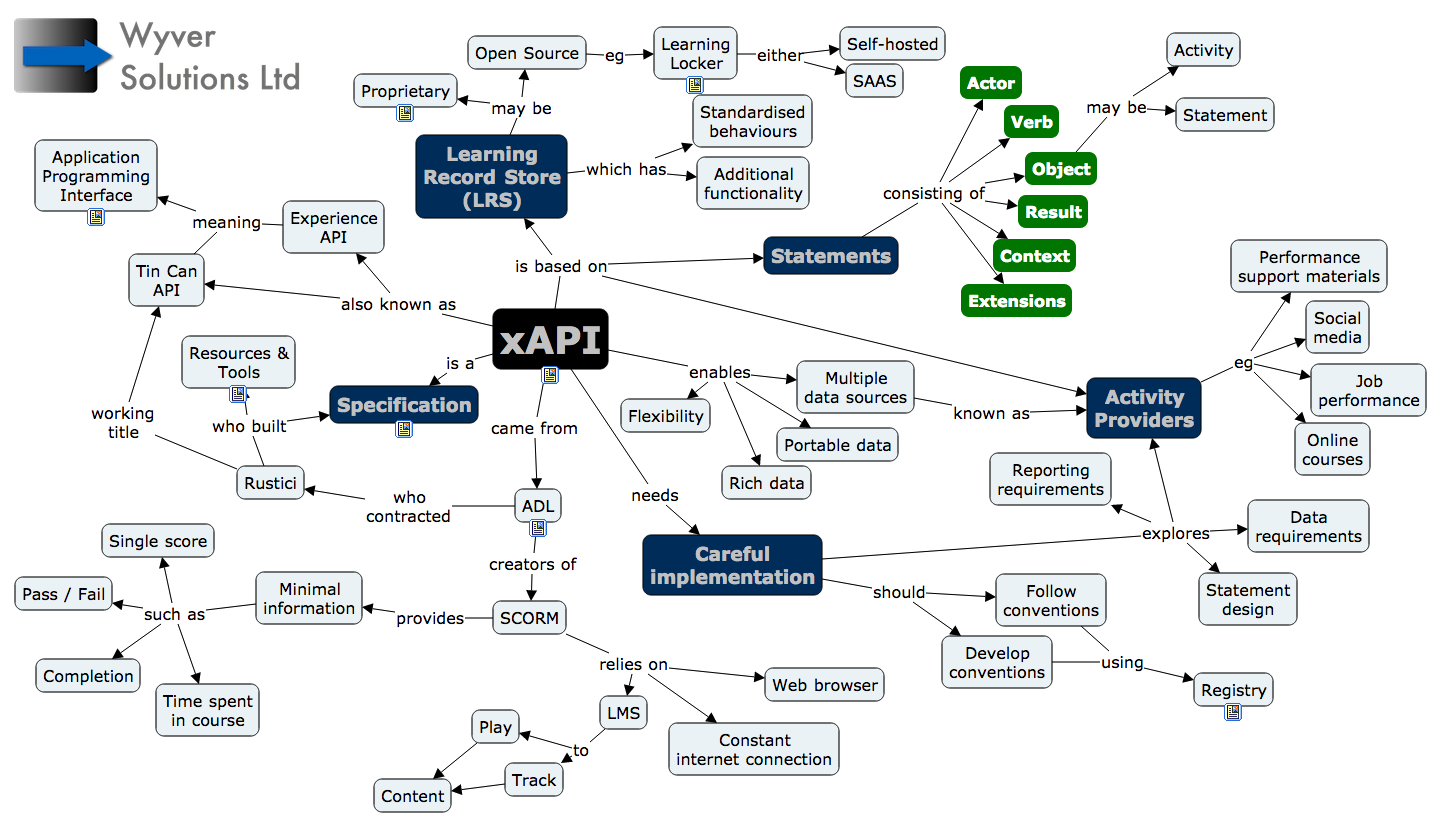 Wyver
Solutions Ltd
Open Source
eg
Learning
Locker
either
Self-hosted
SAAS
Proprietary
may be
Learning
Record Store
(LRS)
which has
Standardised
behaviours
Additional
functionality
Actor
Verb
Object
Result
Context
Extensions
consisting of
may be
Activity
Statement
Application
Programming
Interface
meaning
Experience
API
Tin Can
API
also known as
is based on
Statements
xAPI
is a
Specification
Resources &
Tools
who built
working
title
Rustici
who
contracted
came from
ADL
enables
Flexibility
Rich data
Portable data
Multiple
data sources
known as
Activity
Providers
eg
Performance
support materials
Social
media
Job
performance
Online
courses
needs
Careful
implementation
explores
Reporting
requirements
Data
requirements
Statement
design
should
Follow
conventions
Develop
conventions
using
Registry
creators of
SCORM
provides
Minimal
information
such as
Single score
Pass / Fail
Completion
Time spent
in course
relies on
Web browser
Constant
internet connection
LMS
to
Play
Track
Content